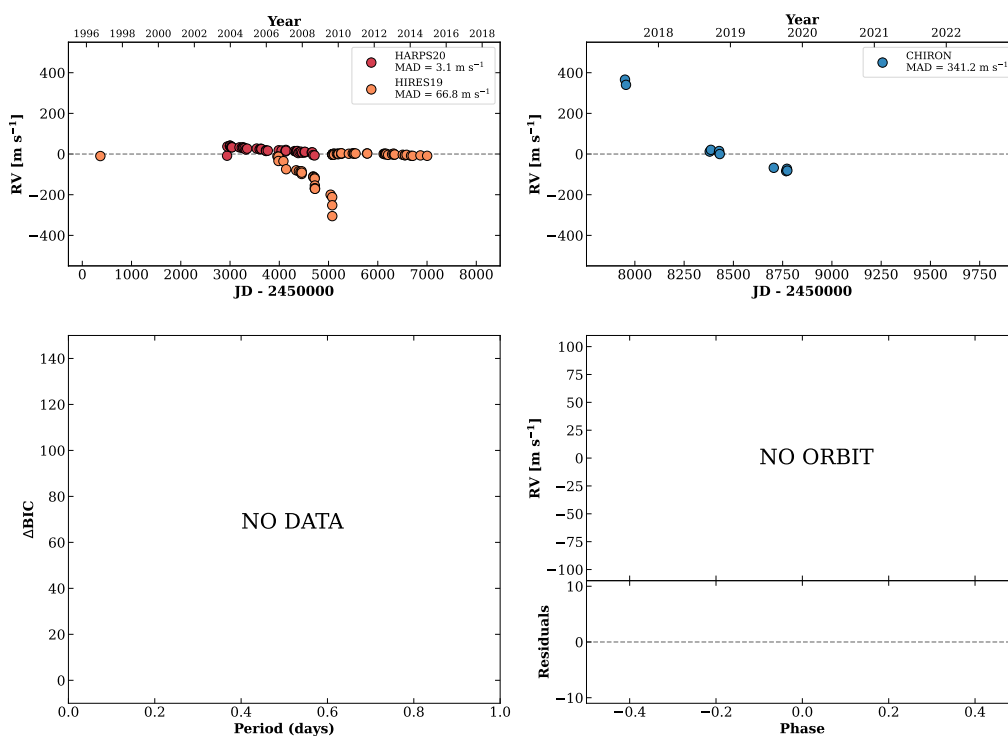 Year
1996 1998 2000 2002 2004 2006 2008 2010 2012 2014 2016 2018
RV [m s⁻¹]
400
200
0
−200
−400
HARPS20
MAD = 3.1 m s⁻¹
HIRES19
MAD = 66.8 m s⁻¹
0 1000 2000 3000 4000 5000 6000 7000 8000
JD - 2450000
Year
2018 2019 2020 2021 2022
RV [m s⁻¹]
400
200
0
−200
−400
CHIRON
MAD = 341.2 m s⁻¹
8000 8250 8500 8750 9000 9250 9500 9750
JD - 2450000
ΔBIC
140
120
100
80
60
40
20
0
NO DATA
0.0 0.2 0.4 0.6 0.8 1.0
Period (days)
RV [m s⁻¹]
100
75
50
25
0
−25
−50
−75
−100
NO ORBIT
Residuals
10
0
−10
−0.4 −0.2 0.0 0.2 0.4
Phase